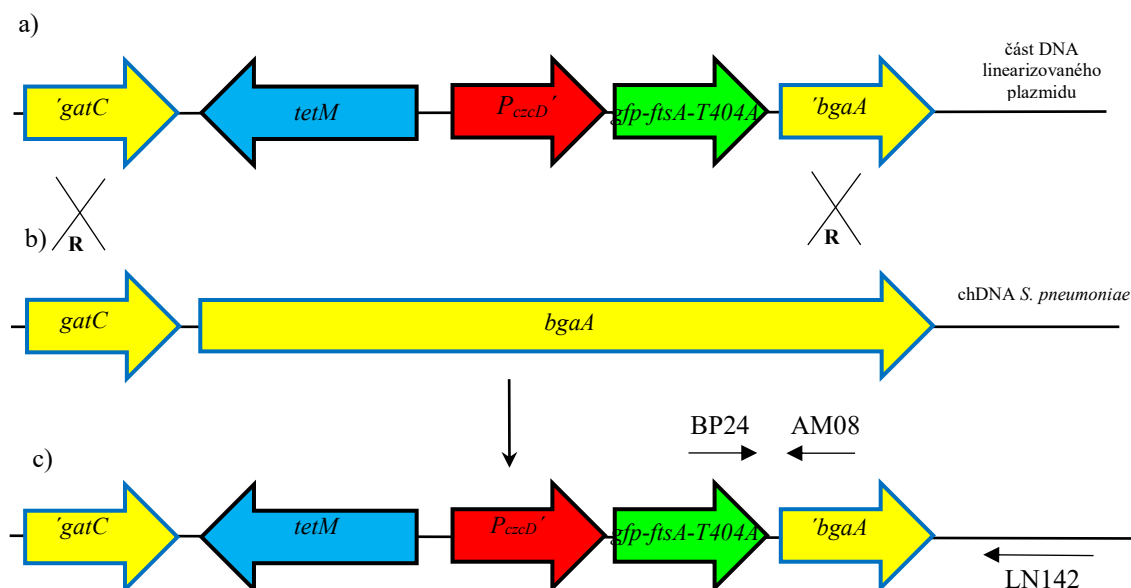 a)
část DNA
linearizovaného
plazmidu
´gatC
tetM
PczcD´
gfp-ftsA-T404A
´bgaA
R
R
b)
chDNA S. pneumoniae
gatC
bgaA
BP24
AM08
c)
´gatC
tetM
PczcD´
gfp-ftsA-T404A
´bgaA
LN142